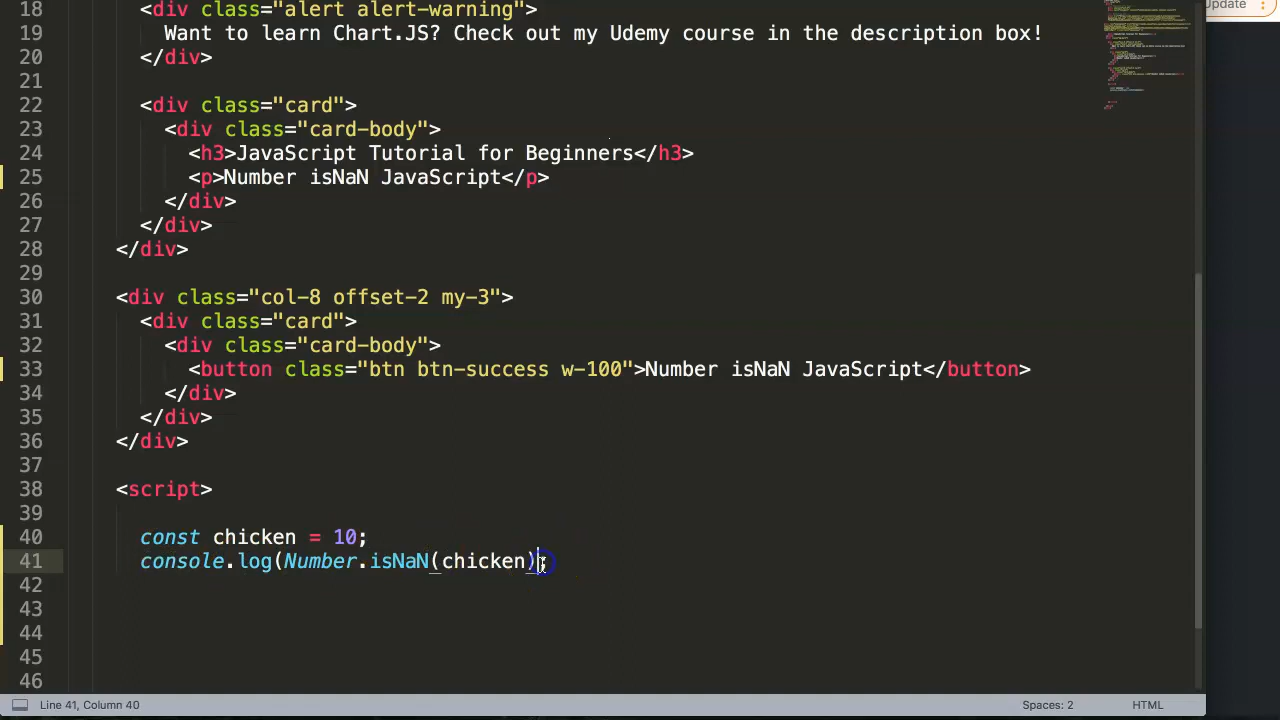 Update
18 <div class="alert alert-warning">
19 Want to learn Chart.JS? Check out my Udemy course in the description box!
20 </div>
21
22 <div class="card">
23 <div class="card-body">
24 <h3>JavaScript Tutorial for Beginners</h3>
25 <p>Number isNaN JavaScript</p>
26 </div>
27 </div>
28 </div>
29
30 <div class="col-8 offset-2 my-3">
31 <div class="card">
32 <div class="card-body">
33 <button class="btn btn-success w-100">Number isNaN JavaScript</button>
34 </div>
35 </div>
36 </div>
37
38 <script>
39
40 const chicken = 10;
41 console.log(Number.isNaN(chicken);
42
43
44
45
46
Line 41, Column 40
Spaces: 2
HTML